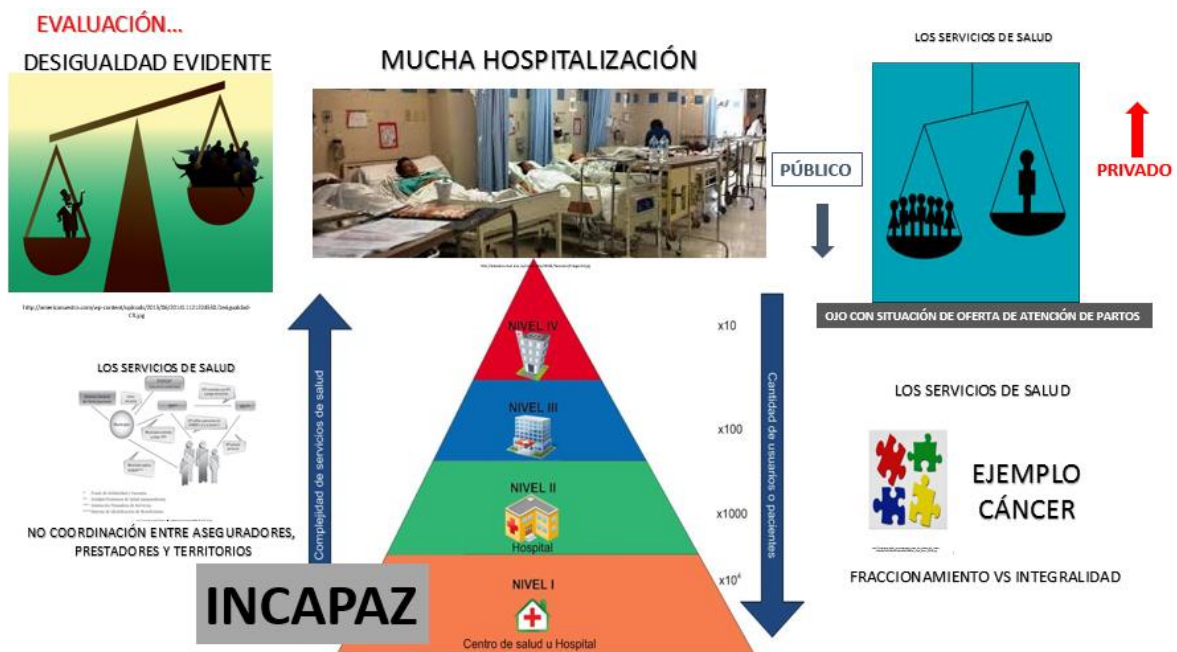 EVALUACIÓN...
DESIGUALDAD EVIDENTE
MUCHA HOSPITALIZACIÓN
LOS SERVICIOS DE SALUD
PÚBLICO
PRIVADO
OJO CON SITUACIÓN DE OFERTA DE ATENCIÓN DE PARTOS
LOS SERVICIOS DE SALUD
NO COORDINACIÓN ENTRE ASEGURADORES,
PRESTADORES Y TERRITORIOS
INCAPAZ
Complejidad de servicios de salud
NIVEL IV
NIVEL III
NIVEL II
Hospital
NIVEL I
Centro de salud u Hospital
x10
x100
x1000
x10⁴
Cantidad de usuarios o pacientes
LOS SERVICIOS DE SALUD
EJEMPLO
CÁNCER
FRACCIONAMIENTO VS INTEGRALIDAD